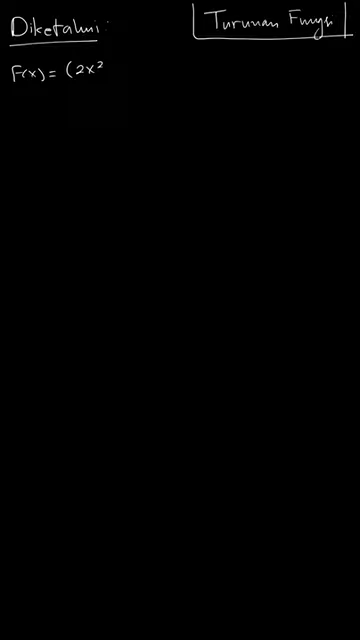 Diketahui:
Turunan Fungsi
F(x) = (2x²